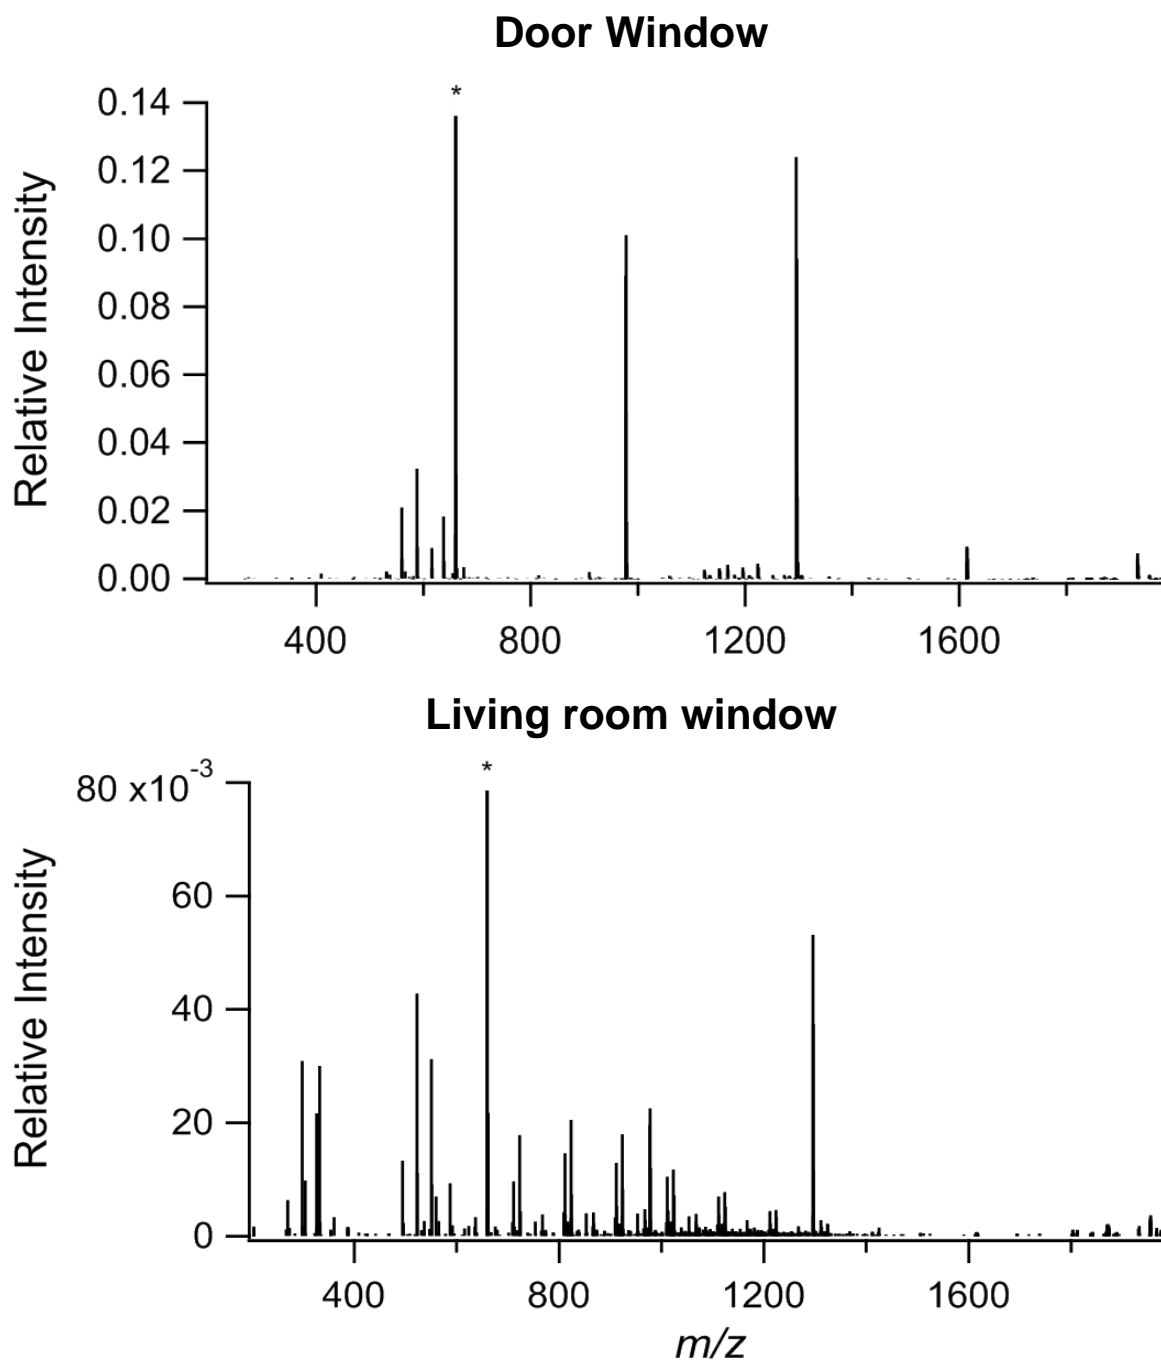 Door Window
*
0.14
0.12
0.10
0.08
0.06
0.04
0.02
0.00
Relative Intensity
400 800 1200 1600
Living room window
*
80 x10-3
60
40
20
0
Relative Intensity
400 800 1200 1600
m/z